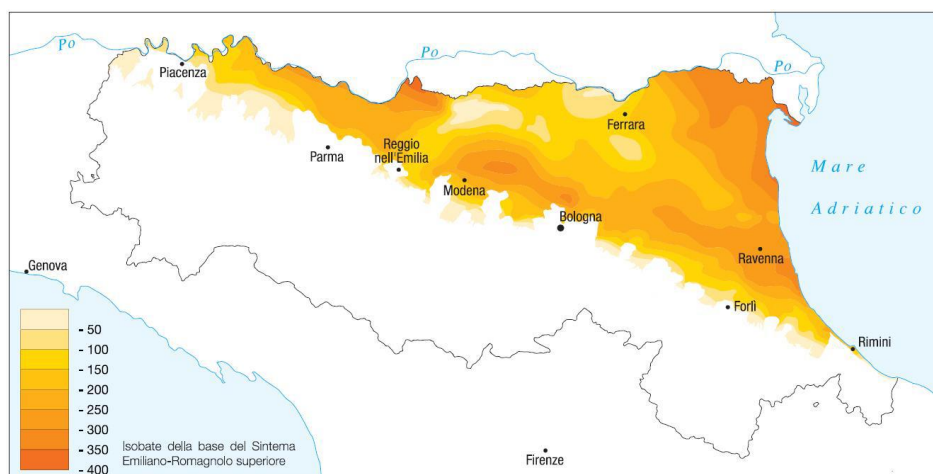 Po
Po
Po
Piacenza
Ferrara
Parma
Reggio
nell'Emilia
Modena
Mare
Adriatico
Bologna
Ravenna
Genova
Forlì
Rimini
- 50
- 100
- 150
- 200
- 250
- 300
- 350
- 400
Isobate della base del Sintema
Emiliano-Romagnolo superiore
Firenze